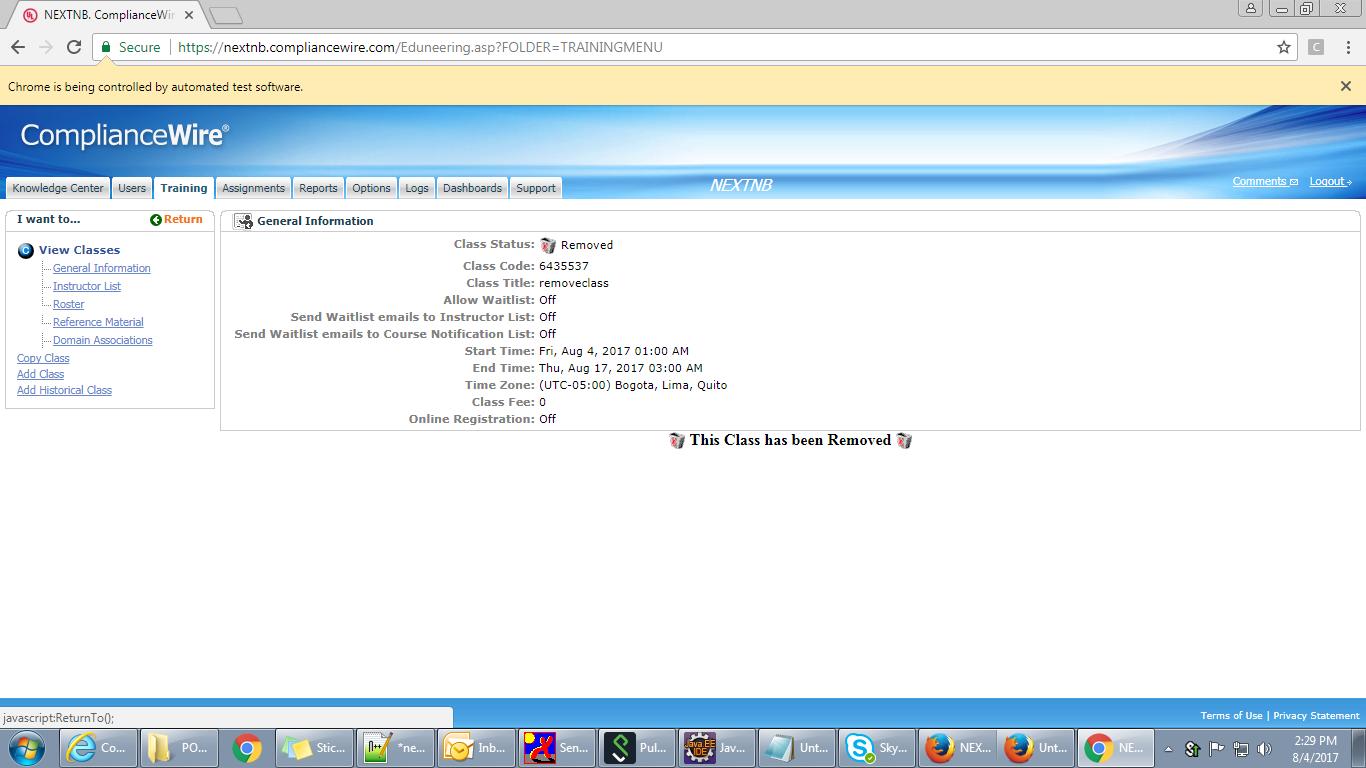 NEXTNB. ComplianceWir
Secure
https://nextnb.compliancewire.com/Eduneering.asp?FOLDER=TRAININGMENU
Chrome is being controlled by automated test software.
ComplianceWire®
Knowledge Center Users Training Assignments Reports Options Logs Dashboards Support
NEXTNB
Comments Logout
I want to... Return
View Classes
General Information
Instructor List
Roster
Reference Material
Domain Associations
Copy Class
Add Class
Add Historical Class
General Information
Class Status: Removed
Class Code: 6435537
Class Title: removeclass
Allow Waitlist: Off
Send Waitlist emails to Instructor List: Off
Send Waitlist emails to Course Notification List: Off
Start Time: Fri, Aug 4, 2017 01:00 AM
End Time: Thu, Aug 17, 2017 03:00 AM
Time Zone: (UTC-05:00) Bogota, Lima, Quito
Class Fee: 0
Online Registration: Off
This Class has been Removed
Terms of Use | Privacy Statement
javascript:ReturnTo();
Co... PO... Stic... *ne... Inb... Sen... Pul... Jav... Unt... Sky... NEX... Unt... NE...
2:29 PM
8/4/2017